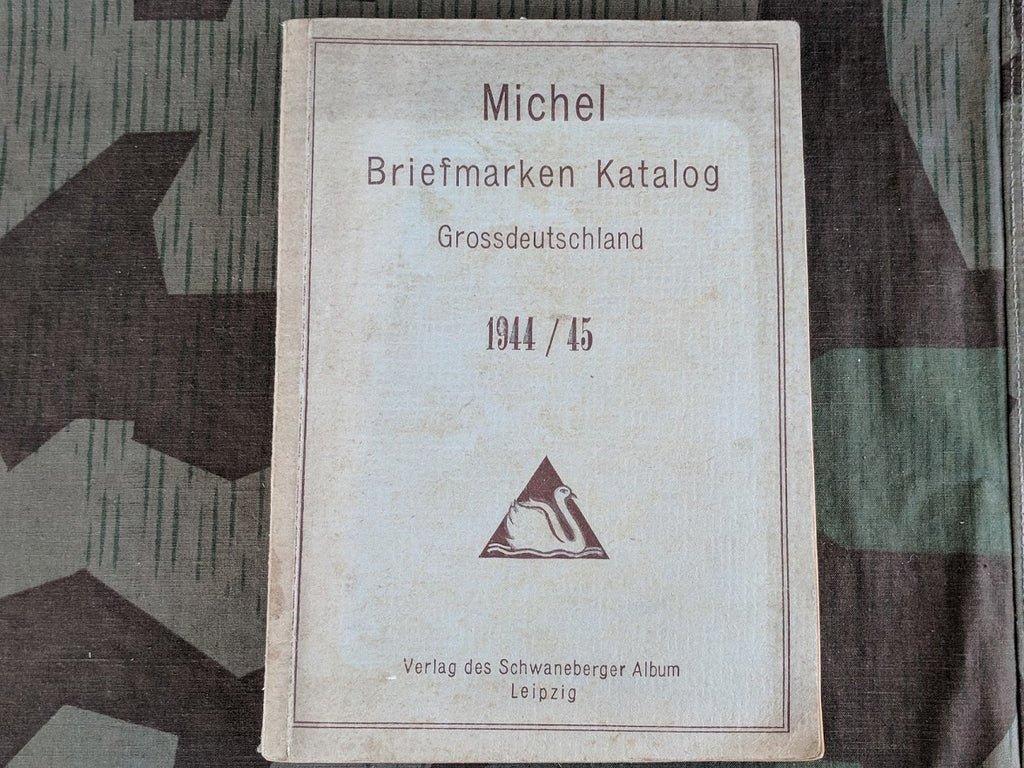 Michel
Briefmarken Katalog
Grossdeutschland
1944 / 45
Verlag des Schwaneberger Album
Leipzig